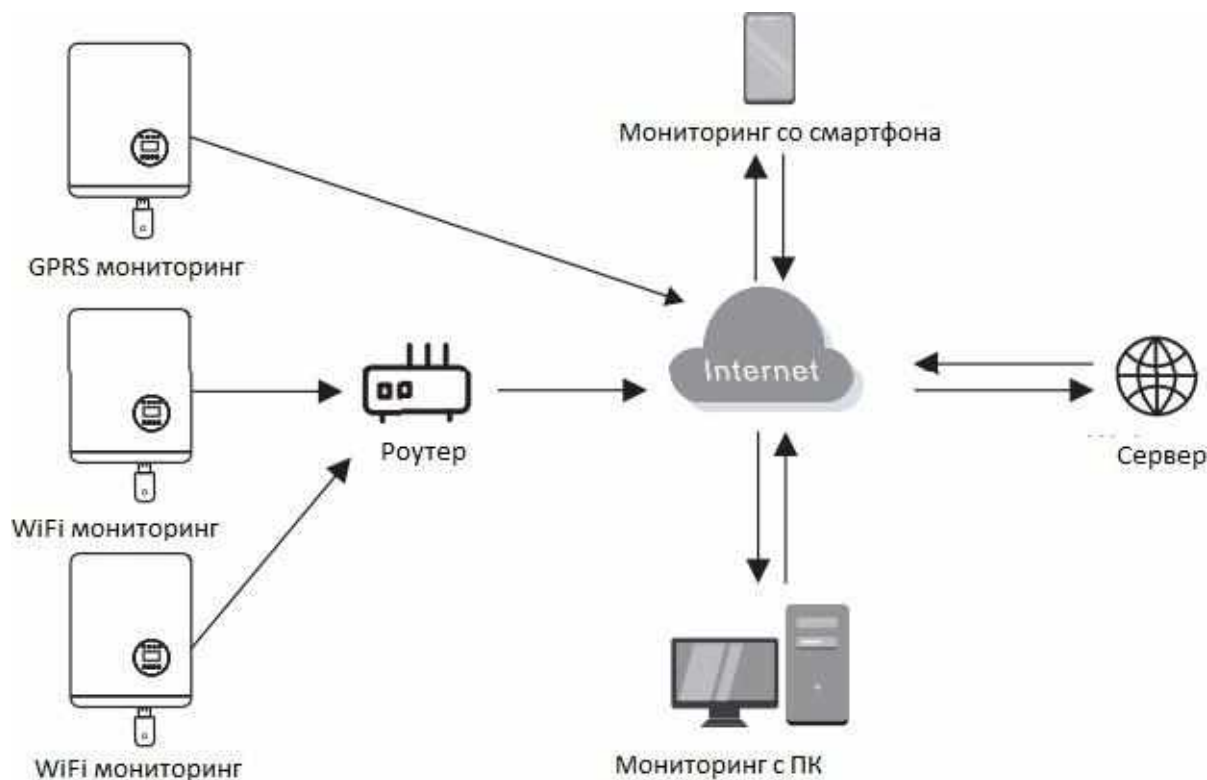 Мониторинг со смартфона
GPRS мониторинг
Internet
Роутер
Сервер
WiFi мониторинг
WiFi мониторинг
Мониторинг с ПК